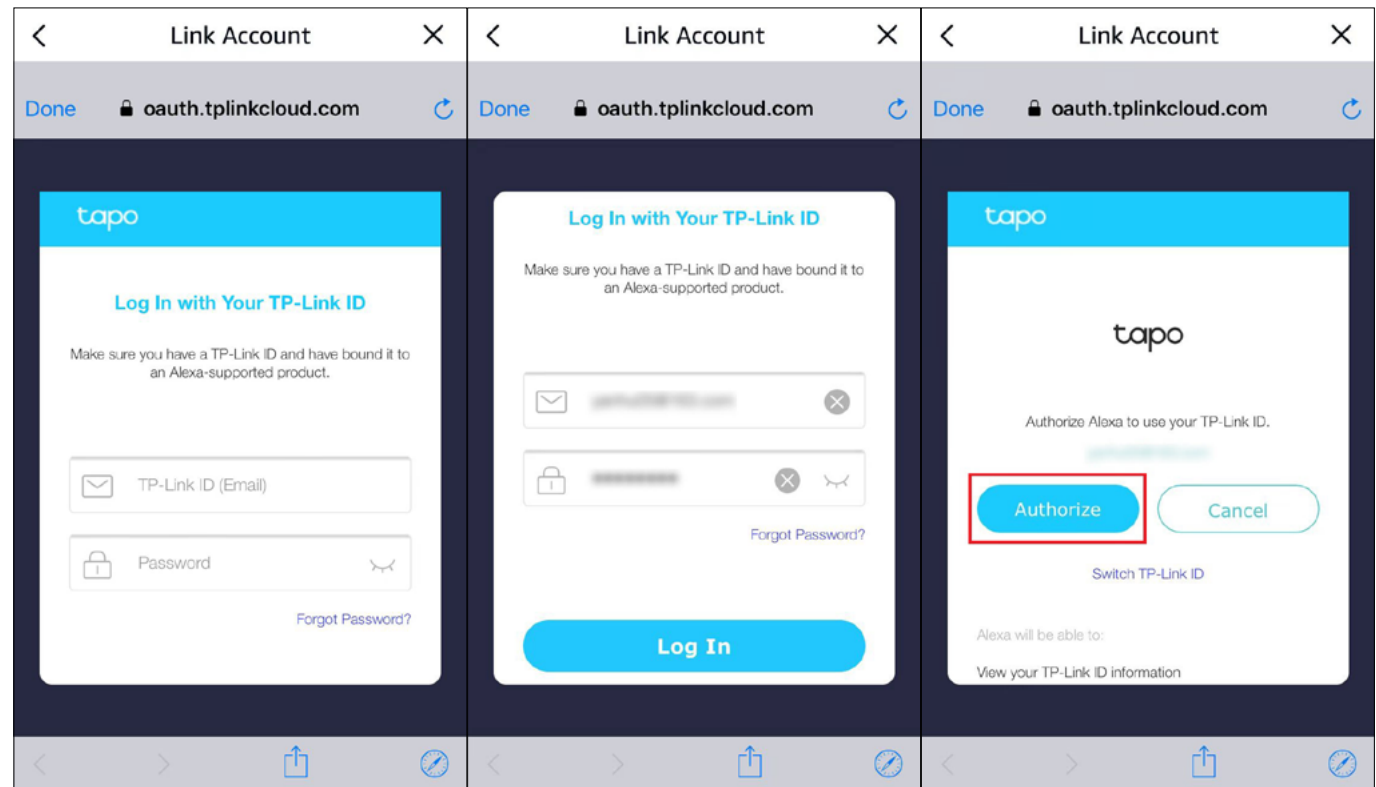 Link Account
Done oauth.tplinkcloud.com
tapo
Log In with Your TP-Link ID
Make sure you have a TP-Link ID and have bound it to
an Alexa-supported product.
TP-Link ID (Email)
Password
Forgot Password?
Link Account
Done oauth.tplinkcloud.com
Log In with Your TP-Link ID
Make sure you have a TP-Link ID and have bound it to
an Alexa-supported product.
Forgot Password?
Log In
Link Account
Done oauth.tplinkcloud.com
tapo
tapo
Authorize Alexa to use your TP-Link ID.
Authorize Cancel
Switch TP-Link ID
Alexa will be able to:
View your TP-Link ID information